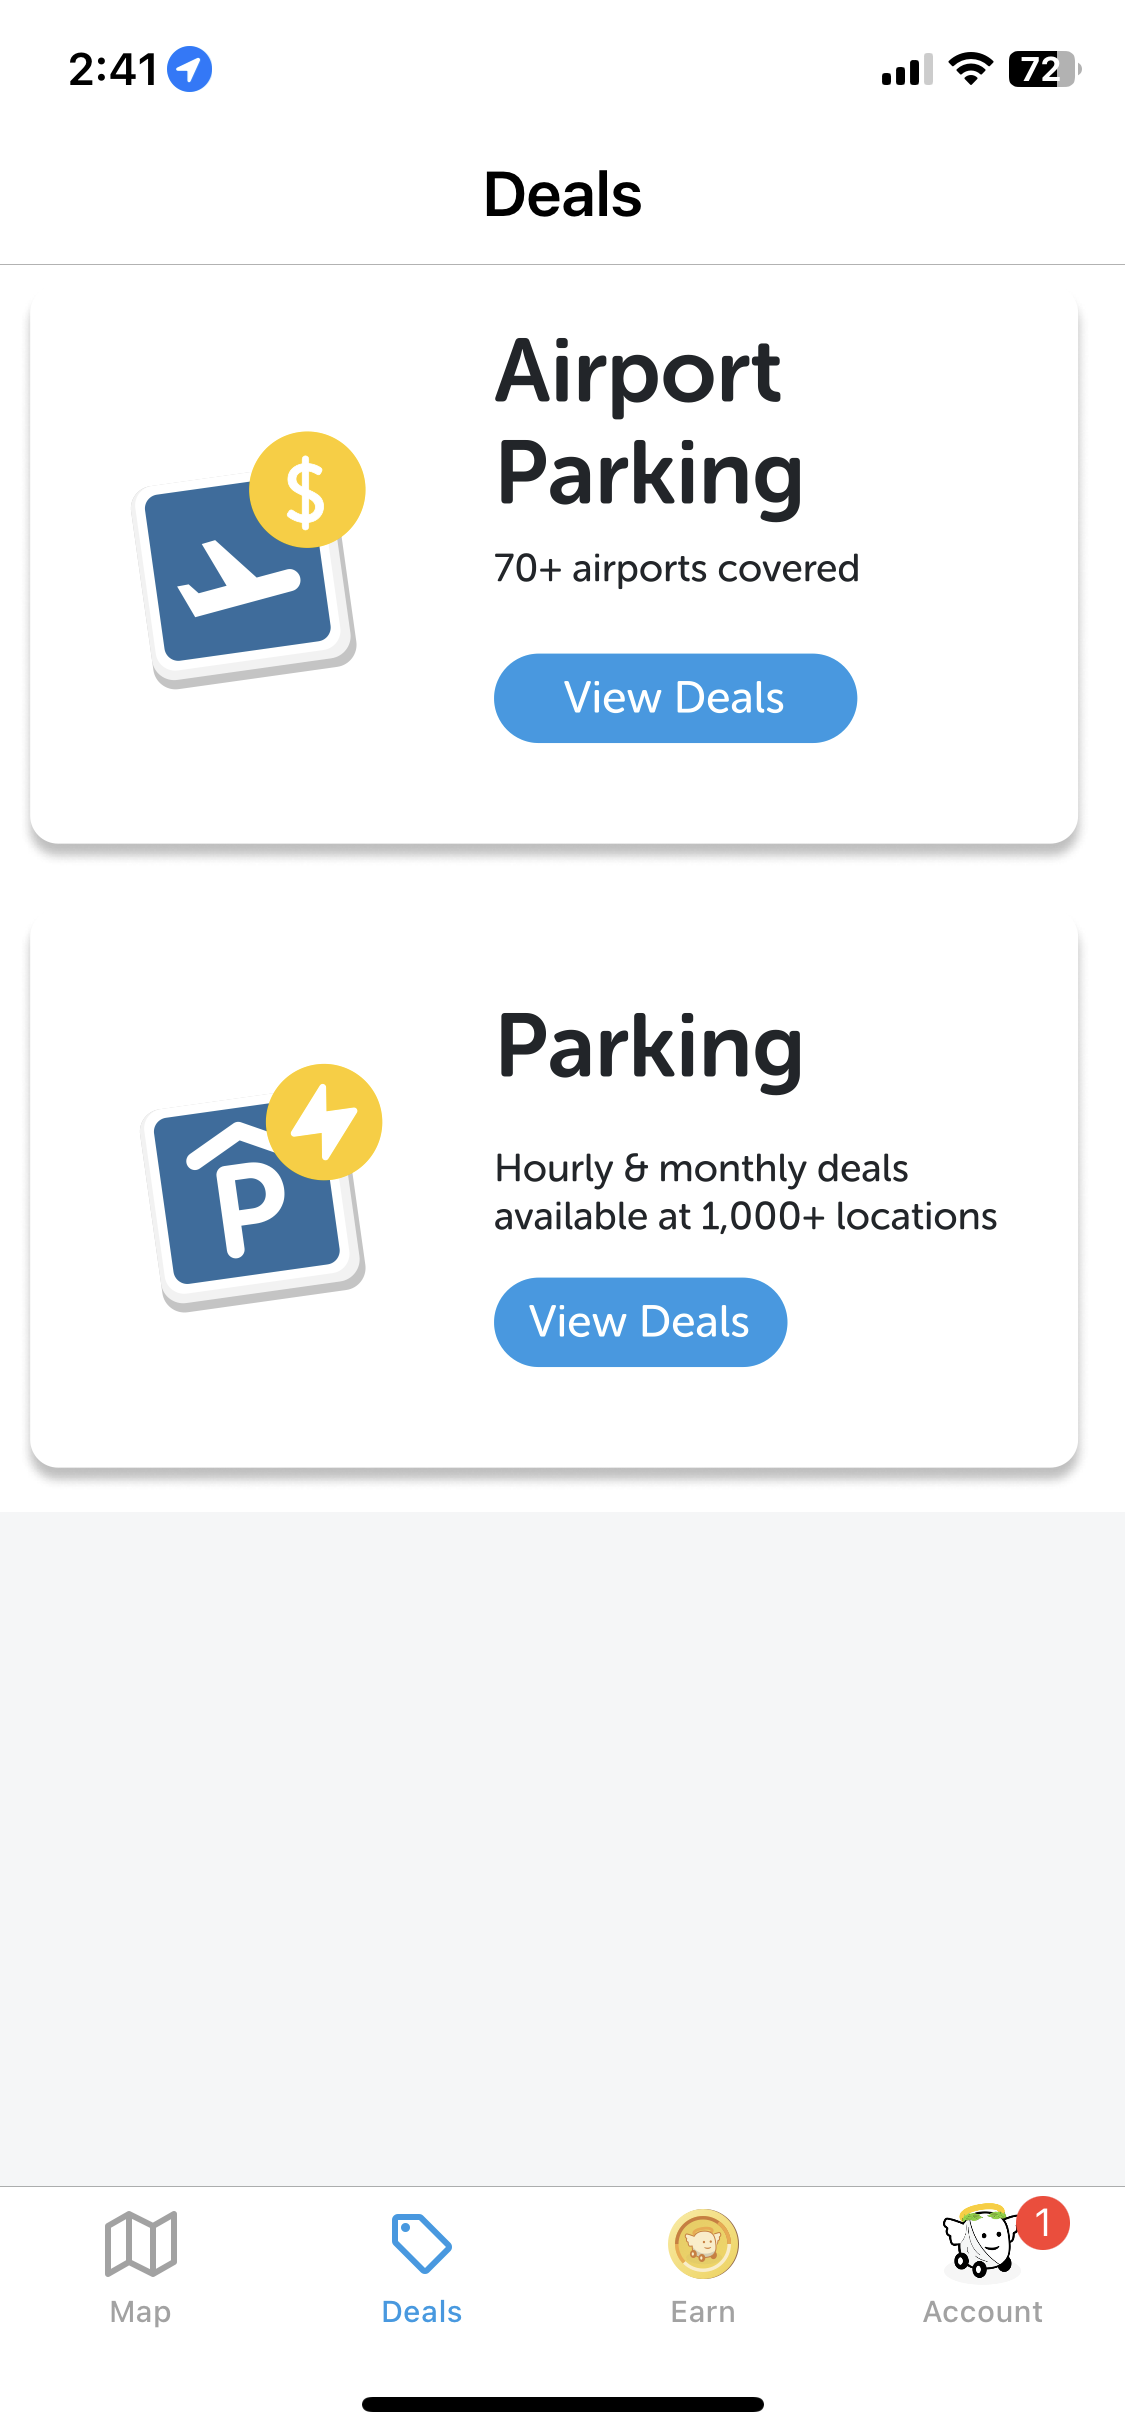 2:41
72
Deals
Airport
Parking
70+ airports covered
View Deals
$
Parking
Hourly & monthly deals
available at 1,000+ locations
View Deals
P
Map
Deals
Earn
Account
1